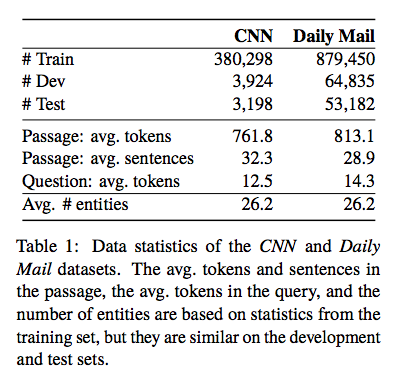 CNN Daily Mail
# Train 380,298 879,450
# Dev 3,924 64,835
# Test 3,198 53,182
Passage: avg. tokens 761.8 813.1
Passage: avg. sentences 32.3 28.9
Question: avg. tokens 12.5 14.3
Avg. # entities 26.2 26.2
Table 1: Data statistics of the CNN and Daily
Mail datasets. The avg. tokens and sentences in
the passage, the avg. tokens in the query, and the
number of entities are based on statistics from the
training set, but they are similar on the development
and test sets.